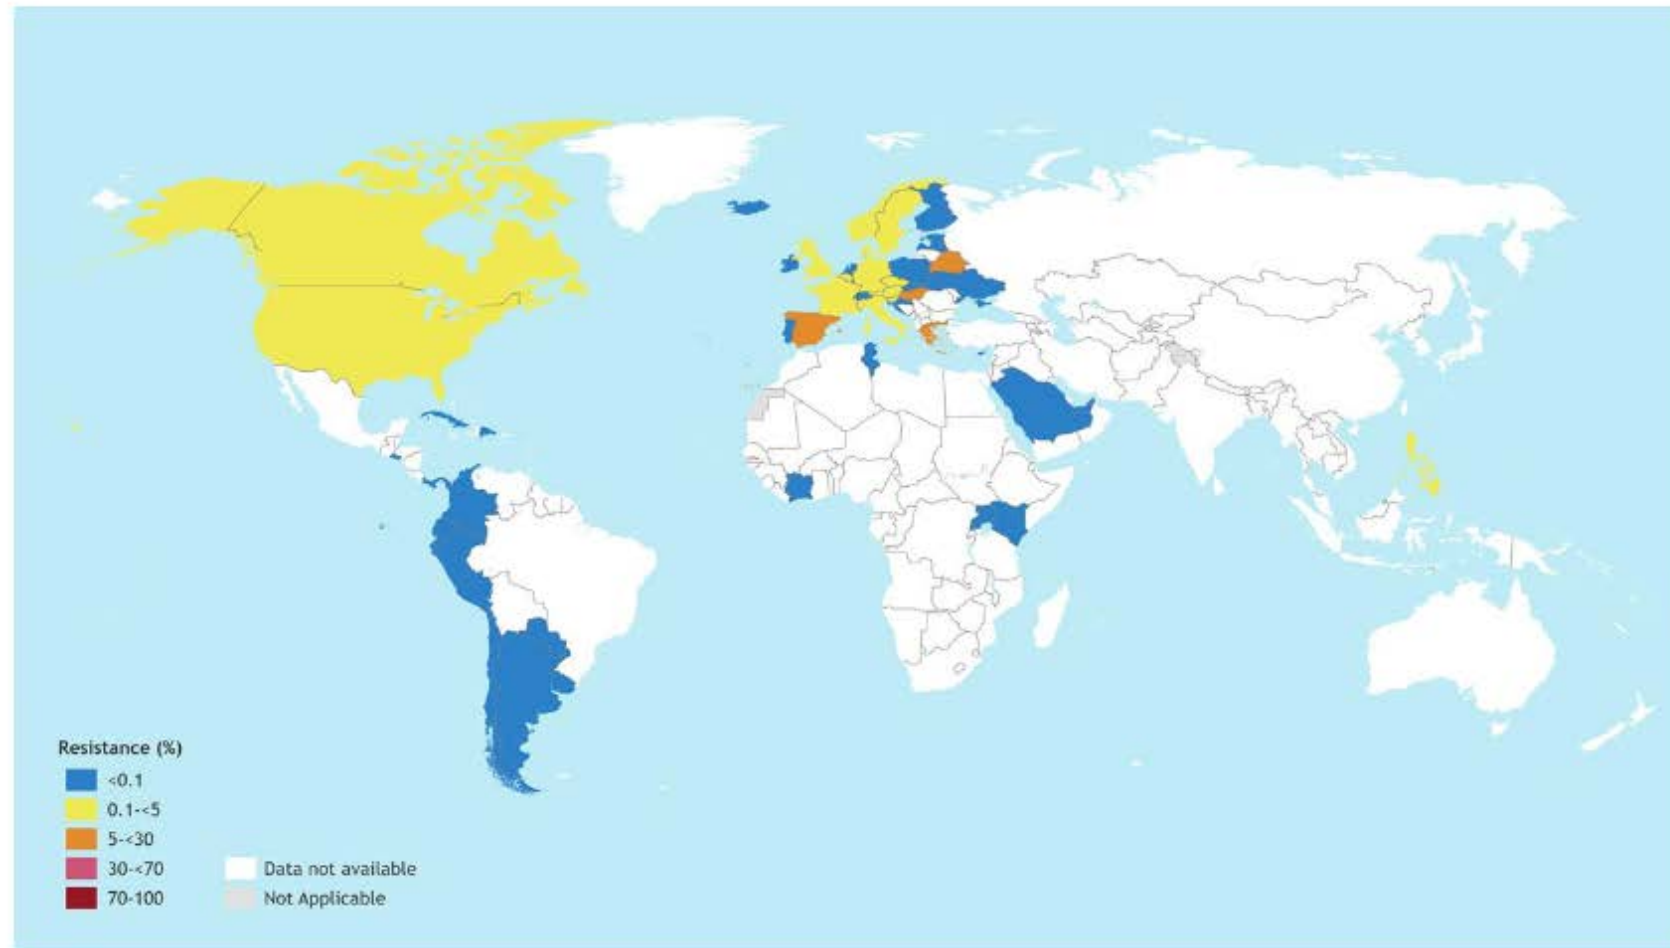 Resistance (%)
<0.1
0.1-<5
5-<30
30-<70
70-100
Data not available
Not Applicable